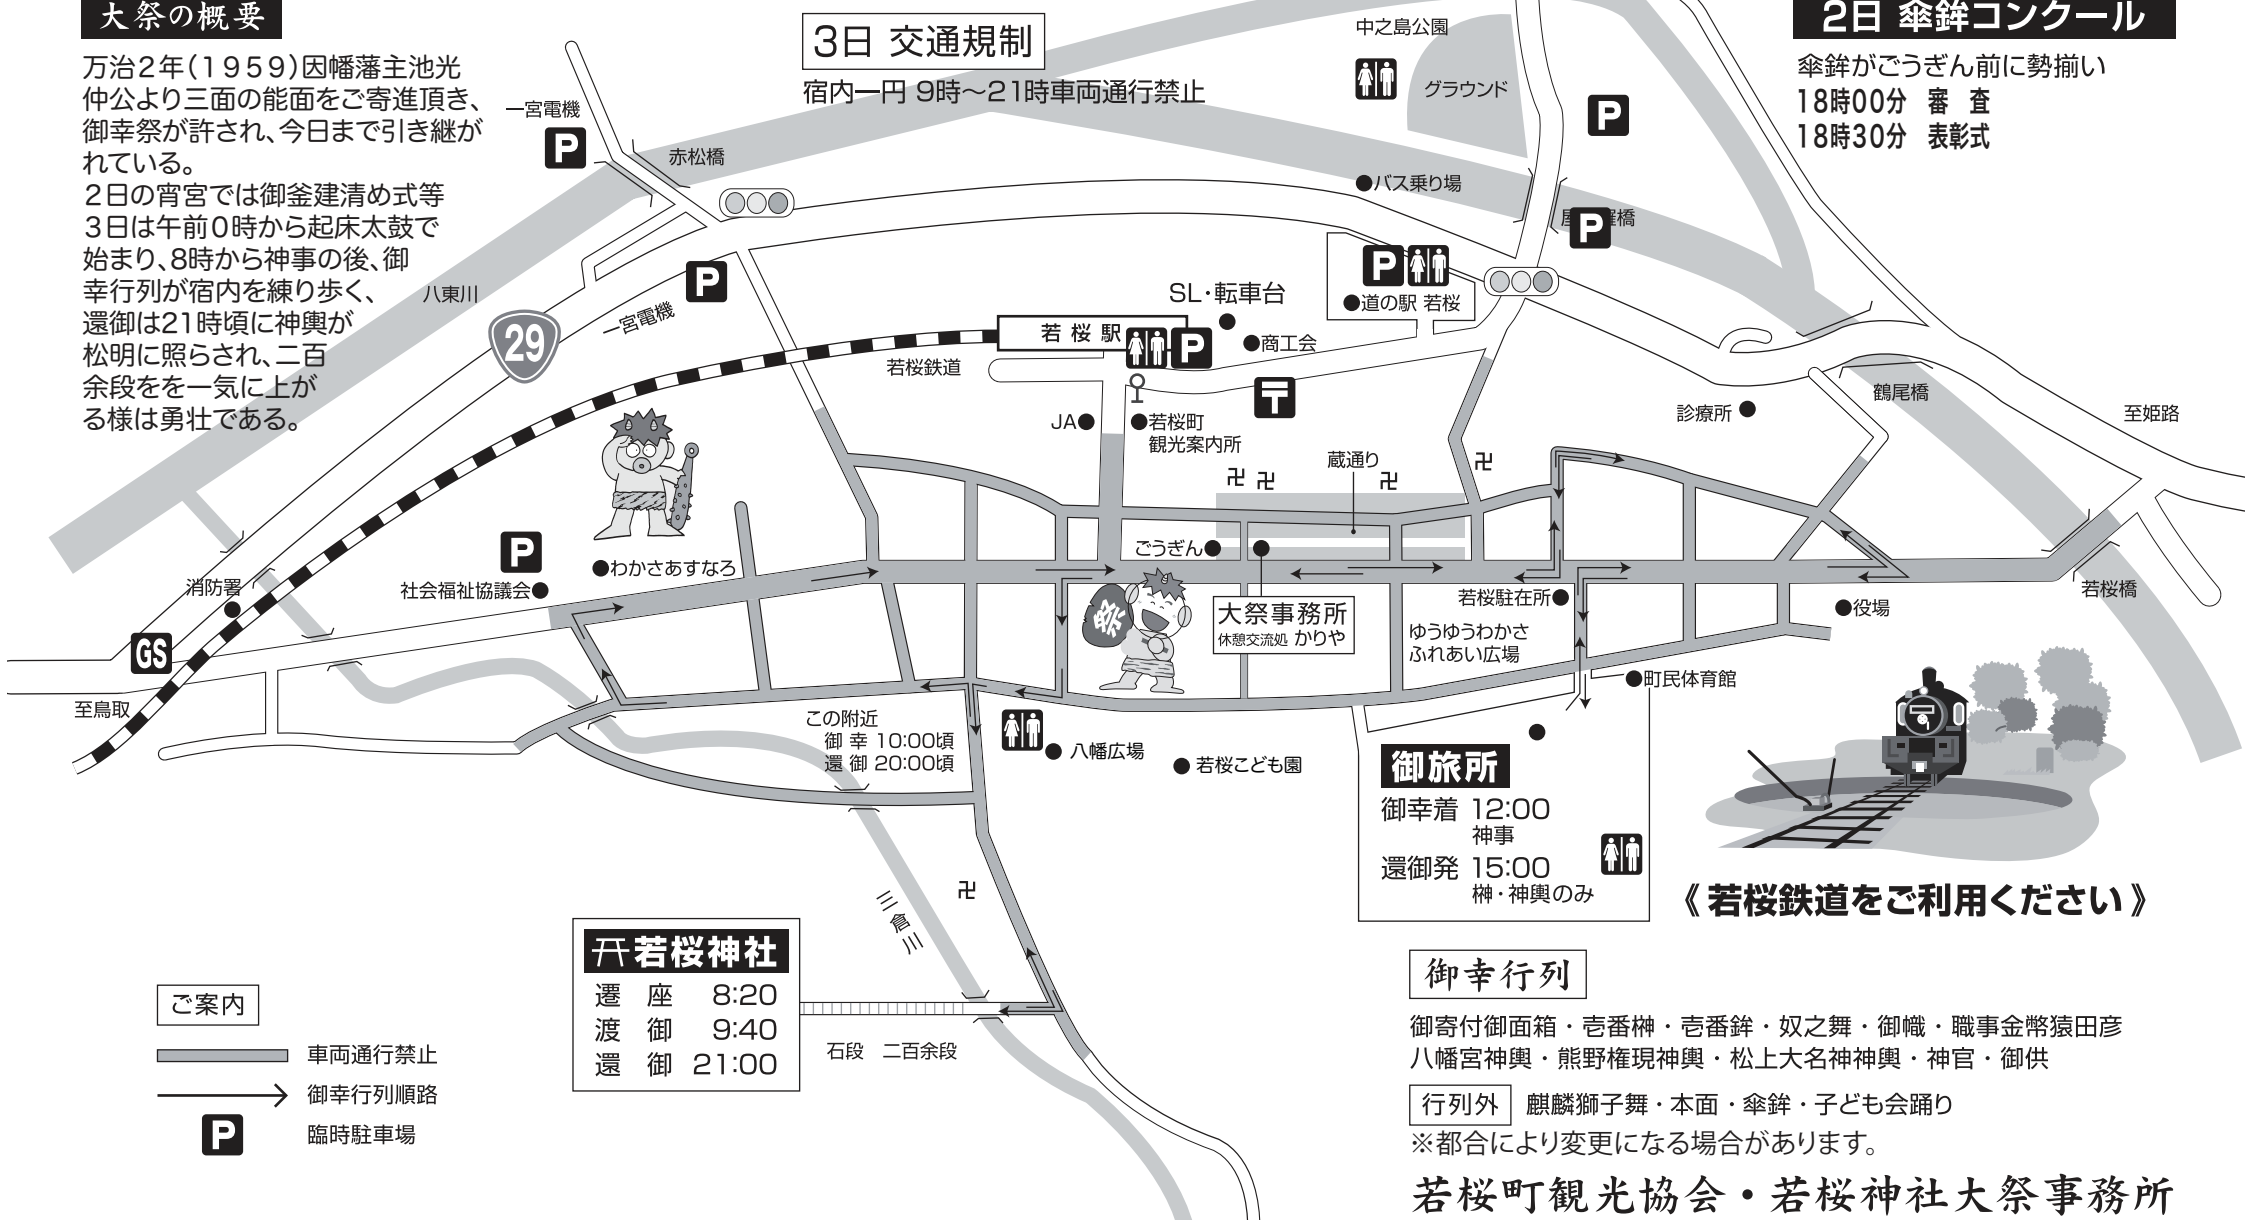 大祭の概要
万治2年(1959)因幡藩主池光
仲公より三面の能面をご寄進頂き、
御幸祭が許され、今日まで引き継が
れている。
2日の宵宮では御釜建清め式等
3日は午前0時から起床太鼓で
始まり、8時から神事の後、御
幸行列が宿内を練り歩く、
還御は21時頃に神輿が
松明に照らされ、二百
余段をを一気に上が
る様は勇壮である。
3日 交通規制
宿内一円 9時〜21時車両通行禁止
2日 傘鉾コンクール
傘鉾がごうぎん前に勢揃い
18時00分 審 査
18時30分 表彰式
中之島公園
グラウンド
一宮電機
P
赤松橋
P
バス乗り場
P
八東川
一宮電機
P
29
SL・転車台
P
道の駅 若桜
若桜駅
P
商工会
若桜鉄道
〒
JA
若桜町
観光案内所
診療所
鶴尾橋
至姫路
蔵通り
卍
卍
卍
卍
P
ごうぎん
わかさあすなろ
社会福祉協議会
消防署
GS
至鳥取
祭
大祭事務所
休憩交流処 かりや
若桜駐在所
ゆうゆうわかさ
ふれあい広場
役場
若桜橋
町民体育館
この附近
御 幸 10:00頃
還 御 20:00頃
八幡広場
若桜こども園
御旅所
御幸着 12:00
神事
還御発 15:00
榊・神輿のみ
《 若桜鉄道をご利用ください 》
三倉川
卍
若桜神社
遷 座 8:20
渡 御 9:40
還 御 21:00
石段 二百余段
ご案内
車両通行禁止
御幸行列順路
P
臨時駐車場
御幸行列
御寄付御面箱・壱番榊・壱番鉾・奴之舞・御幟・職事金幣猿田彦
八幡宮神輿・熊野権現神輿・松上大名神神輿・神官・御供
行列外 麒麟獅子舞・本面・傘鉾・子ども会踊り
※都合により変更になる場合があります。
若桜町観光協会・若桜神社大祭事務所